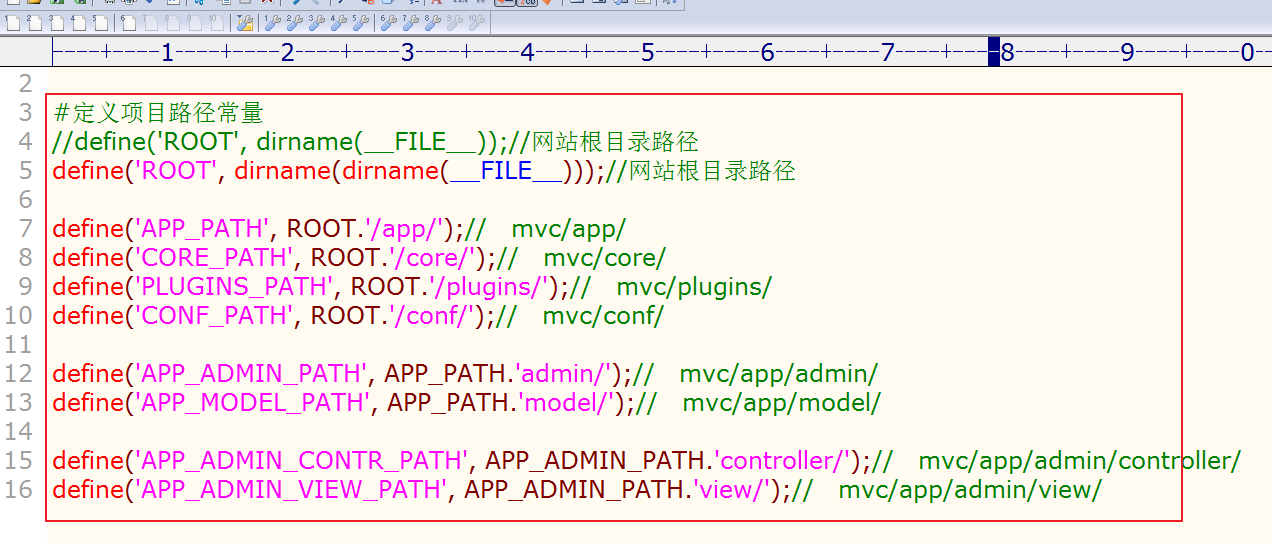 1 2 3 4 5 6 7 8 9 0
2
3 #定义项目路径常量
4 //define('ROOT', dirname(__FILE__));//网站根目录路径
5 define('ROOT', dirname(dirname(__FILE__)));//网站根目录路径
6
7 define('APP_PATH', ROOT.'/app/');// mvc/app/
8 define('CORE_PATH', ROOT.'/core/');// mvc/core/
9 define('PLUGINS_PATH', ROOT.'/plugins/');// mvc/plugins/
10 define('CONF_PATH', ROOT.'/conf/');// mvc/conf/
11
12 define('APP_ADMIN_PATH', APP_PATH.'admin/');// mvc/app/admin/
13 define('APP_MODEL_PATH', APP_PATH.'model/');// mvc/app/model/
14
15 define('APP_ADMIN_CONTR_PATH', APP_ADMIN_PATH.'controller/');// mvc/app/admin/controller/
16 define('APP_ADMIN_VIEW_PATH', APP_ADMIN_PATH.'view/');// mvc/app/admin/view/